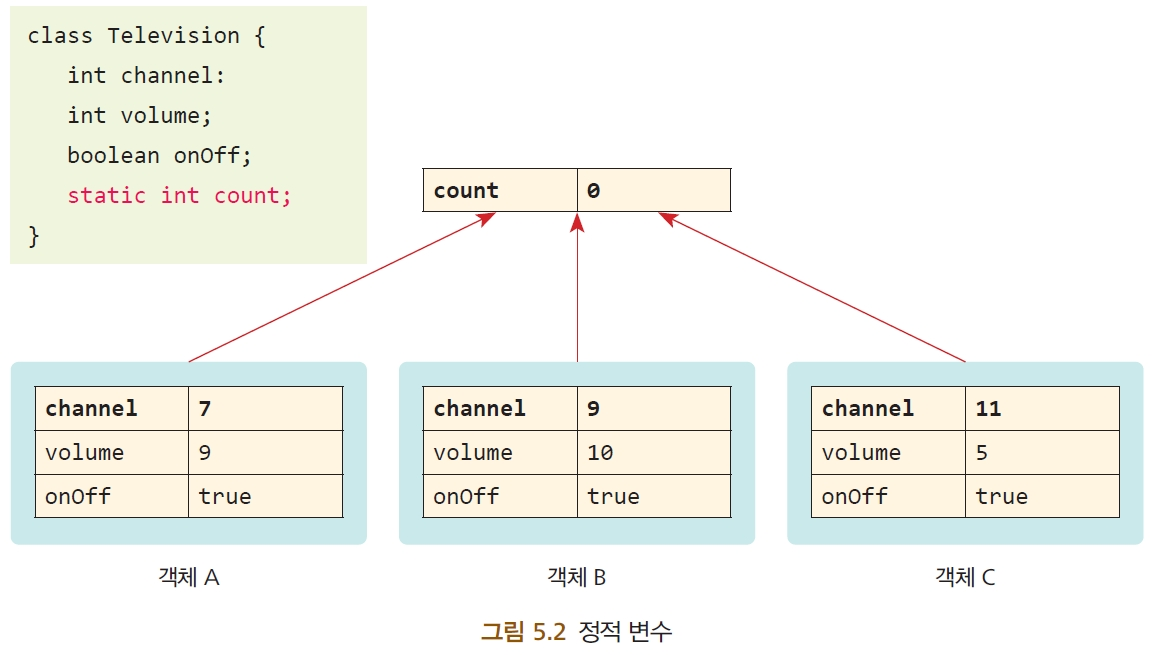 class Television {
int channel:
int volume;
boolean onOff;
static int count;
}
count 0
channel 7
volume 9
onOff true
channel 9
volume 10
onOff true
channel 11
volume 5
onOff true
객체 A
객체 B
객체 C
그림 5.2 정적 변수